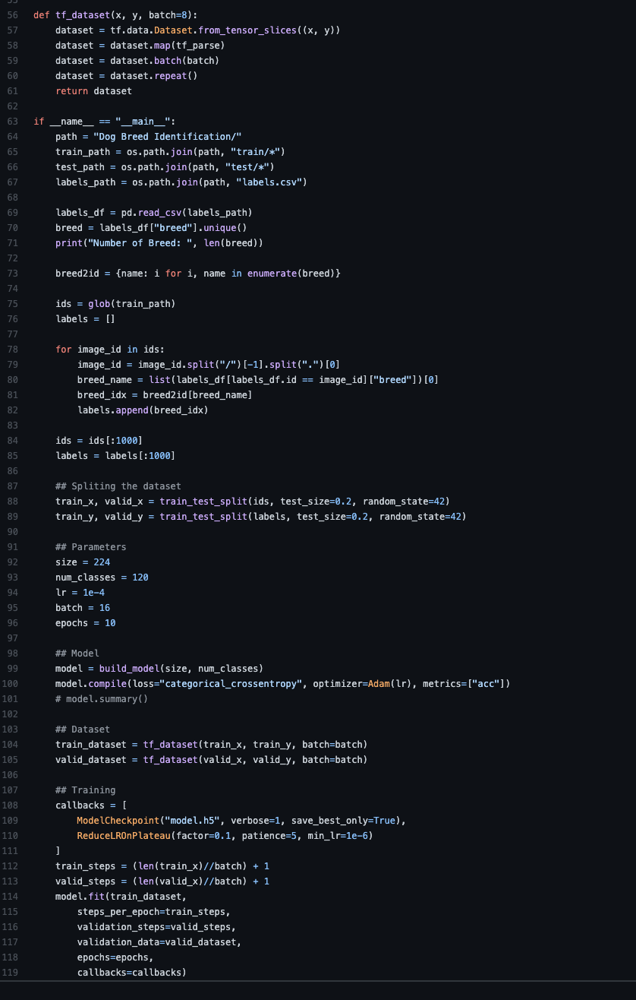 56 def tf_dataset(x, y, batch=8):
57     dataset = tf.data.Dataset.from_tensor_slices((x, y))
58     dataset = dataset.map(tf_parse)
59     dataset = dataset.batch(batch)
60     dataset = dataset.repeat()
61     return dataset
62
63 if __name__ == "__main__":
64     path = "Dog Breed Identification/"
65     train_path = os.path.join(path, "train/*")
66     test_path = os.path.join(path, "test/*")
67     labels_path = os.path.join(path, "labels.csv")
68
69     labels_df = pd.read_csv(labels_path)
70     breed = labels_df["breed"].unique()
71     print("Number of Breed: ", len(breed))
72
73     breed2id = {name: i for i, name in enumerate(breed)}
74
75     ids = glob(train_path)
76     labels = []
77
78     for image_id in ids:
79         image_id = image_id.split("/")[-1].split(".")[0]
80         breed_name = list(labels_df[labels_df.id == image_id]["breed"])[0]
81         breed_idx = breed2id[breed_name]
82         labels.append(breed_idx)
83
84     ids = ids[:1000]
85     labels = labels[:1000]
86
87     ## Spliting the dataset
88     train_x, valid_x = train_test_split(ids, test_size=0.2, random_state=42)
89     train_y, valid_y = train_test_split(labels, test_size=0.2, random_state=42)
90
91     ## Parameters
92     size = 224
93     num_classes = 120
94     lr = 1e-4
95     batch = 16
96     epochs = 10
97
98     ## Model
99     model = build_model(size, num_classes)
100     model.compile(loss="categorical_crossentropy", optimizer=Adam(lr), metrics=["acc"])
101     # model.summary()
102
103     ## Dataset
104     train_dataset = tf_dataset(train_x, train_y, batch=batch)
105     valid_dataset = tf_dataset(valid_x, valid_y, batch=batch)
106
107     ## Training
108     callbacks = [
109         ModelCheckpoint("model.h5", verbose=1, save_best_only=True),
110         ReduceLROnPlateau(factor=0.1, patience=5, min_lr=1e-6)
111     ]
112     train_steps = (len(train_x)//batch) + 1
113     valid_steps = (len(valid_x)//batch) + 1
114     model.fit(train_dataset,
115         steps_per_epoch=train_steps,
116         validation_steps=valid_steps,
117         validation_data=valid_dataset,
118         epochs=epochs,
119         callbacks=callbacks)